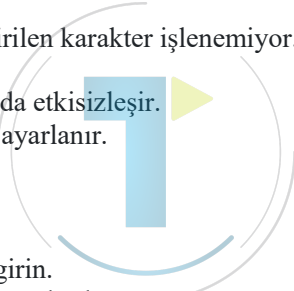 irilen karakter işlenemiyor.
da etkisizleşir.
ayarlanır.
girin.